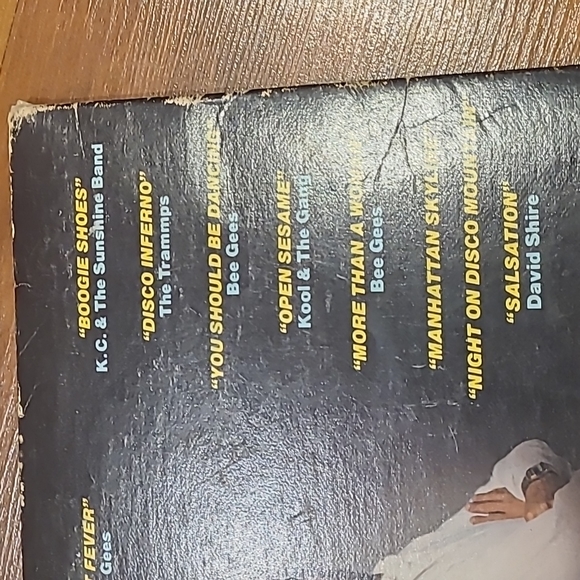 "BOOGIE SHOES"
K.C. & The Sunshine Band
"DISCO INFERNO"
The Trammps
"YOU SHOULD BE DANCING"
Bee Gees
"OPEN SESAME"
Kool & The Gang
"MORE THAN A WOMAN"
Bee Gees
"MANHATTAN SKYLINE"
"NIGHT ON DISCO MOUNTAIN"
"SALSATION"
David Shire
T FEVER"
Gees